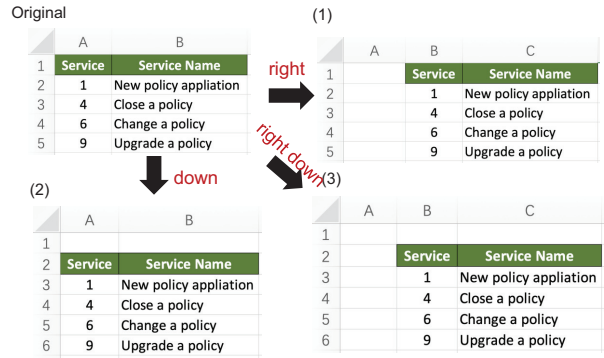 Original
A B
1 Service Service Name
2 1 New policy appliation
3 4 Close a policy
4 6 Change a policy
5 9 Upgrade a policy
right
(1)
A B C
1 Service Service Name
2 1 New policy appliation
3 4 Close a policy
4 6 Change a policy
5 9 Upgrade a policy
down
right down
(2)
A B
1
2 Service Service Name
3 1 New policy appliation
4 4 Close a policy
5 6 Change a policy
6 9 Upgrade a policy
(3)
A B C
1
2 Service Service Name
3 1 New policy appliation
4 4 Close a policy
5 6 Change a policy
6 9 Upgrade a policy